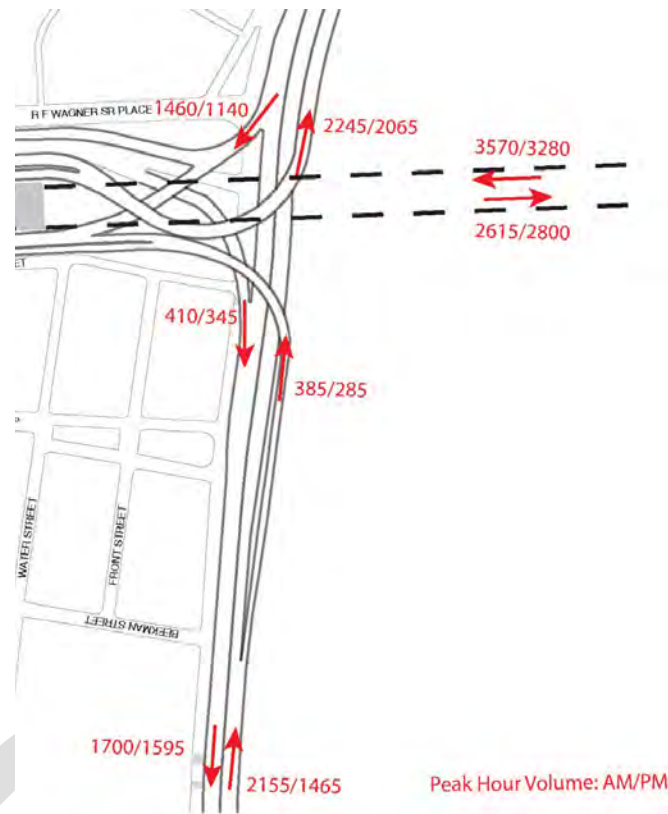 R F WAGNER SR PLACE
1460/1140
2245/2065
3570/3280
2615/2800
ET
410/345
385/285
WATER STREET
FRONT STREET
BEEKMAN STREET
1700/1595
2155/1465
Peak Hour Volume: AM/PM